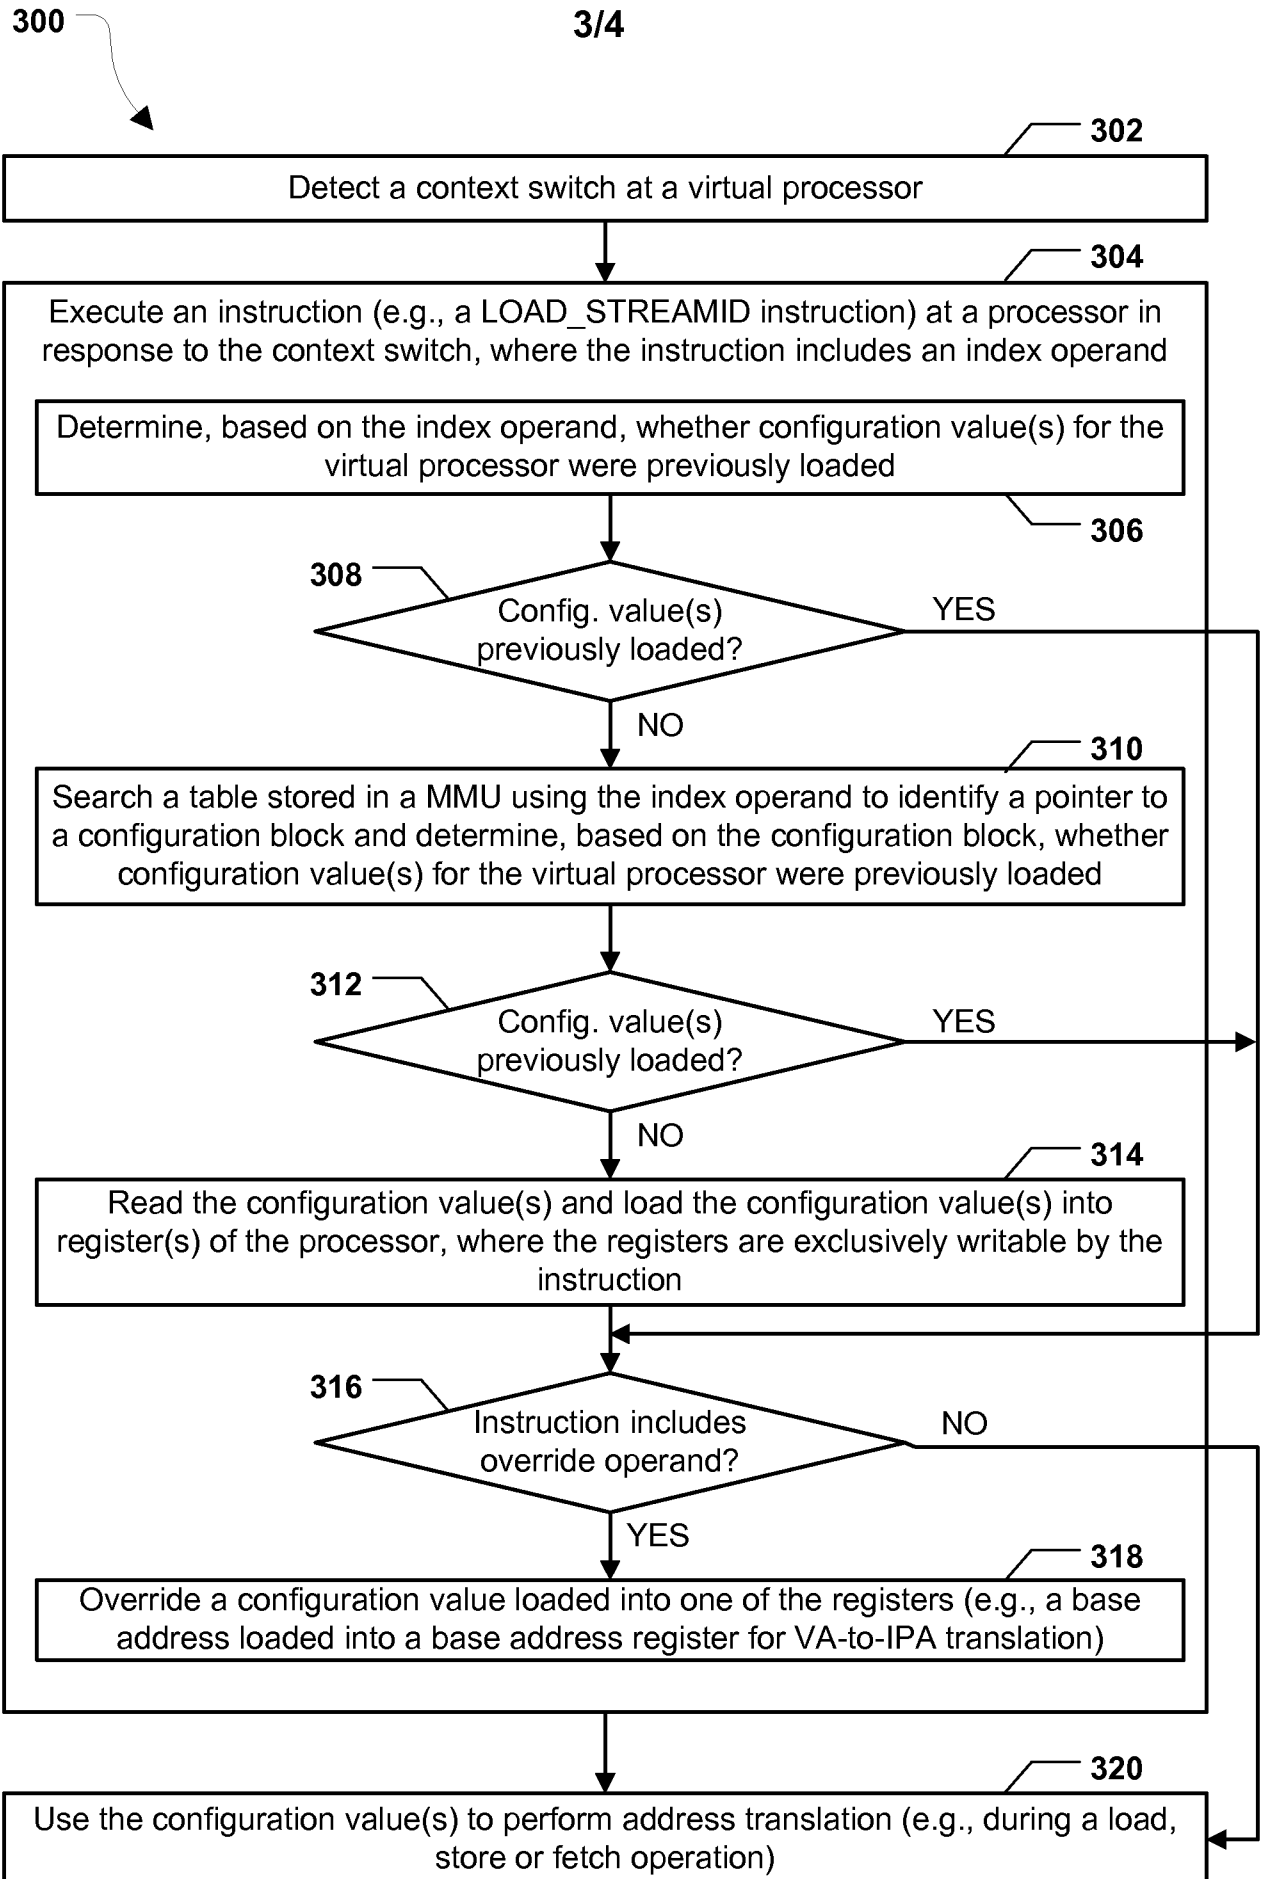 300
3/4
302
Detect a context switch at a virtual processor
304
Execute an instruction (e.g., a LOAD_STREAMID instruction) at a processor in
response to the context switch, where the instruction includes an index operand
Determine, based on the index operand, whether configuration value(s) for the
virtual processor were previously loaded
306
308
Config. value(s)
previously loaded?
YES
NO
310
Search a table stored in a MMU using the index operand to identify a pointer to
a configuration block and determine, based on the configuration block, whether
configuration value(s) for the virtual processor were previously loaded
312
Config. value(s)
previously loaded?
YES
NO
314
Read the configuration value(s) and load the configuration value(s) into
register(s) of the processor, where the registers are exclusively writable by the
instruction
316
Instruction includes
override operand?
NO
YES
318
Override a configuration value loaded into one of the registers (e.g., a base
address loaded into a base address register for VA-to-IPA translation)
320
Use the configuration value(s) to perform address translation (e.g., during a load,
store or fetch operation)